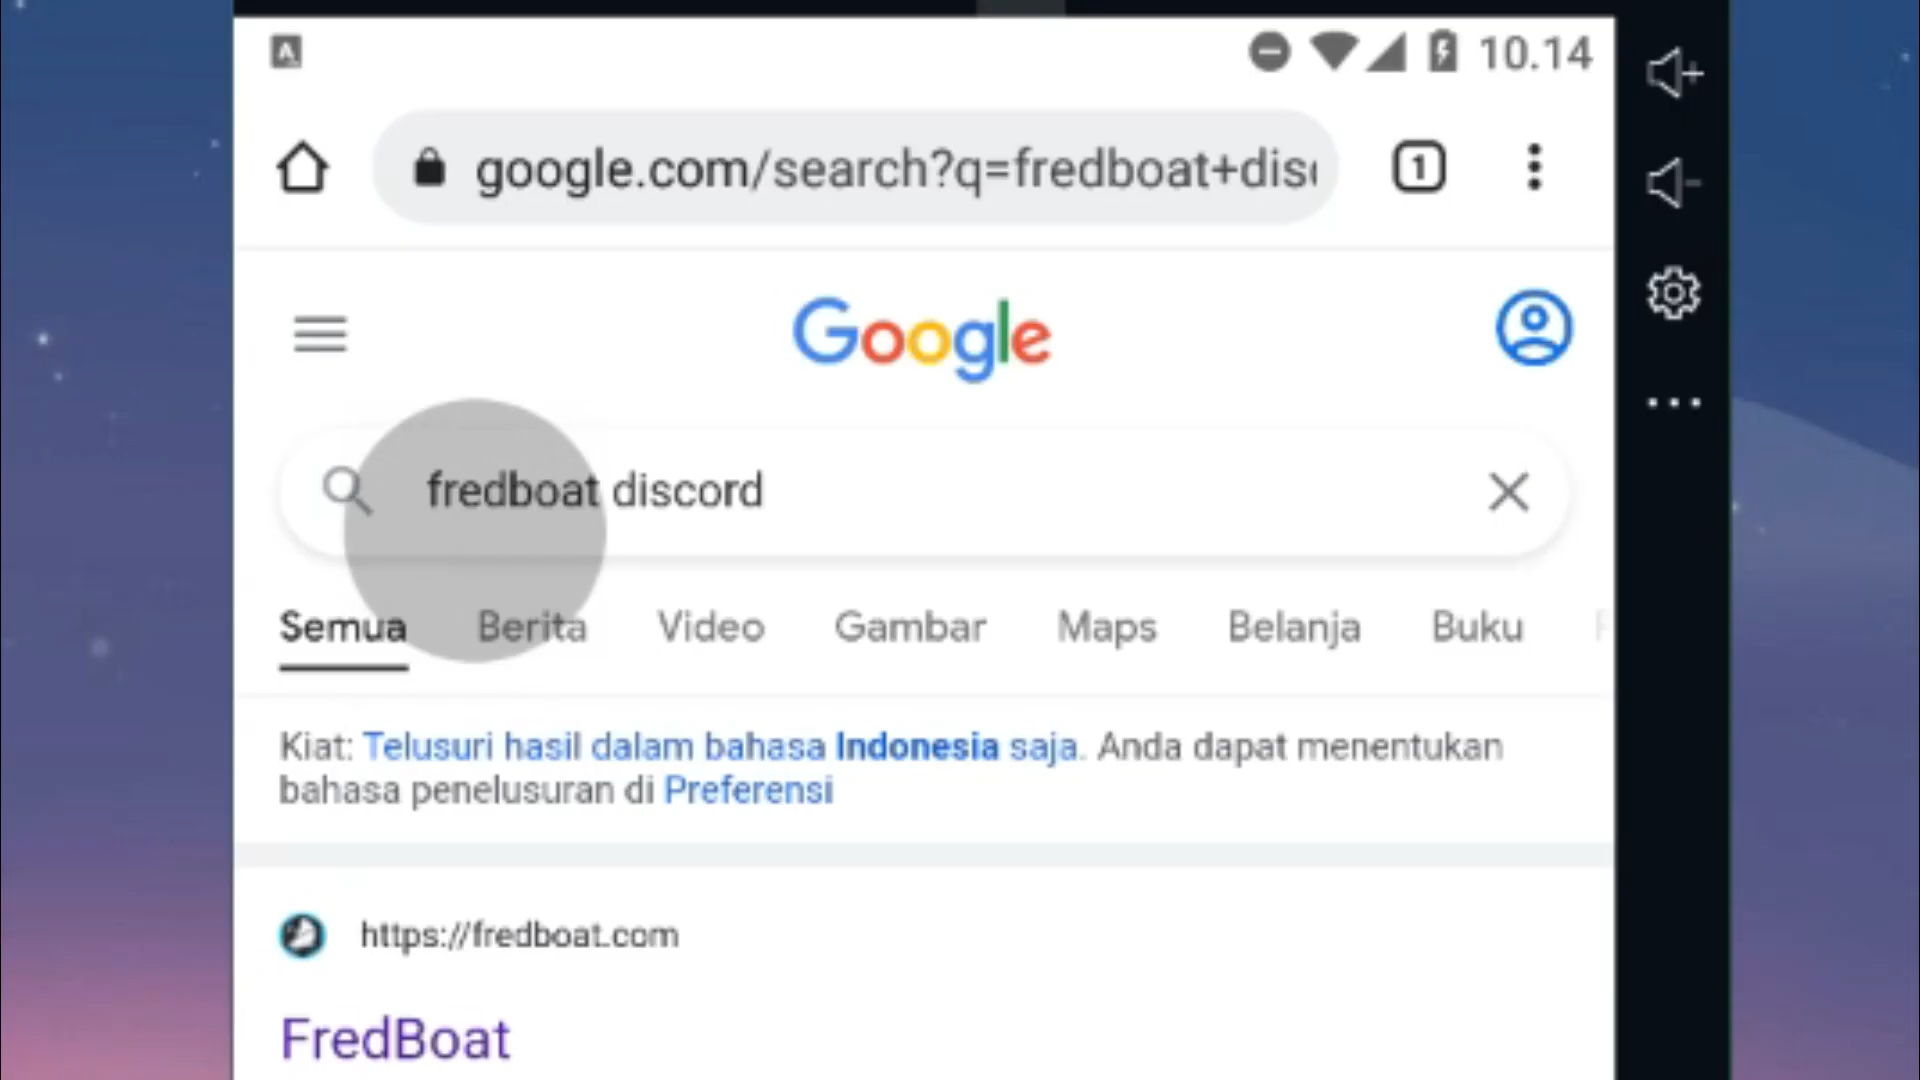 A
10.14
google.com/search?q=fredboat+dis
1
Google
fredboat discord
Semua Berita Video Gambar Maps Belanja Buku
Kiat: Telusuri hasil dalam bahasa Indonesia saja. Anda dapat menentukan
bahasa penelusuran di Preferensi
https://fredboat.com
FredBoat